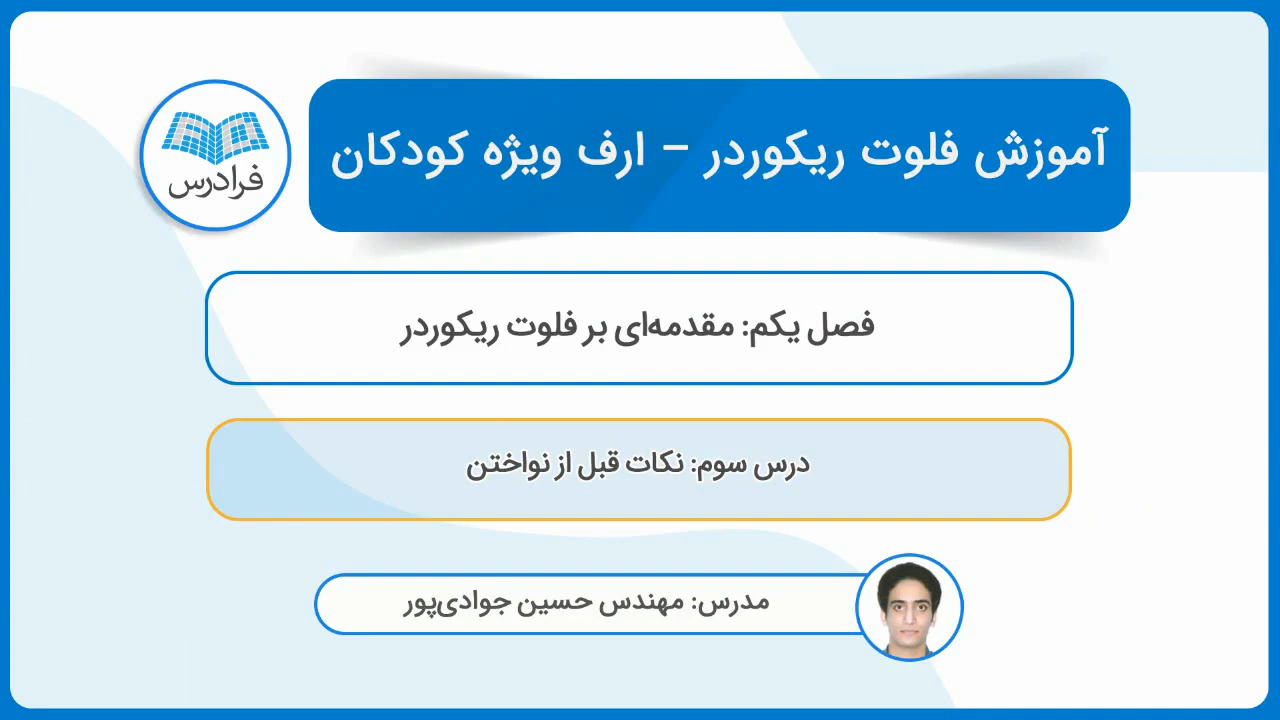 آموزش فلوت ریکوردر – ارف ویژه کودکان
فرادرس
فصل یکم: مقدمه‌ای بر فلوت ریکوردر
درس سوم: نکات قبل از نواختن
مدرس: مهندس حسین جوادی‌پور